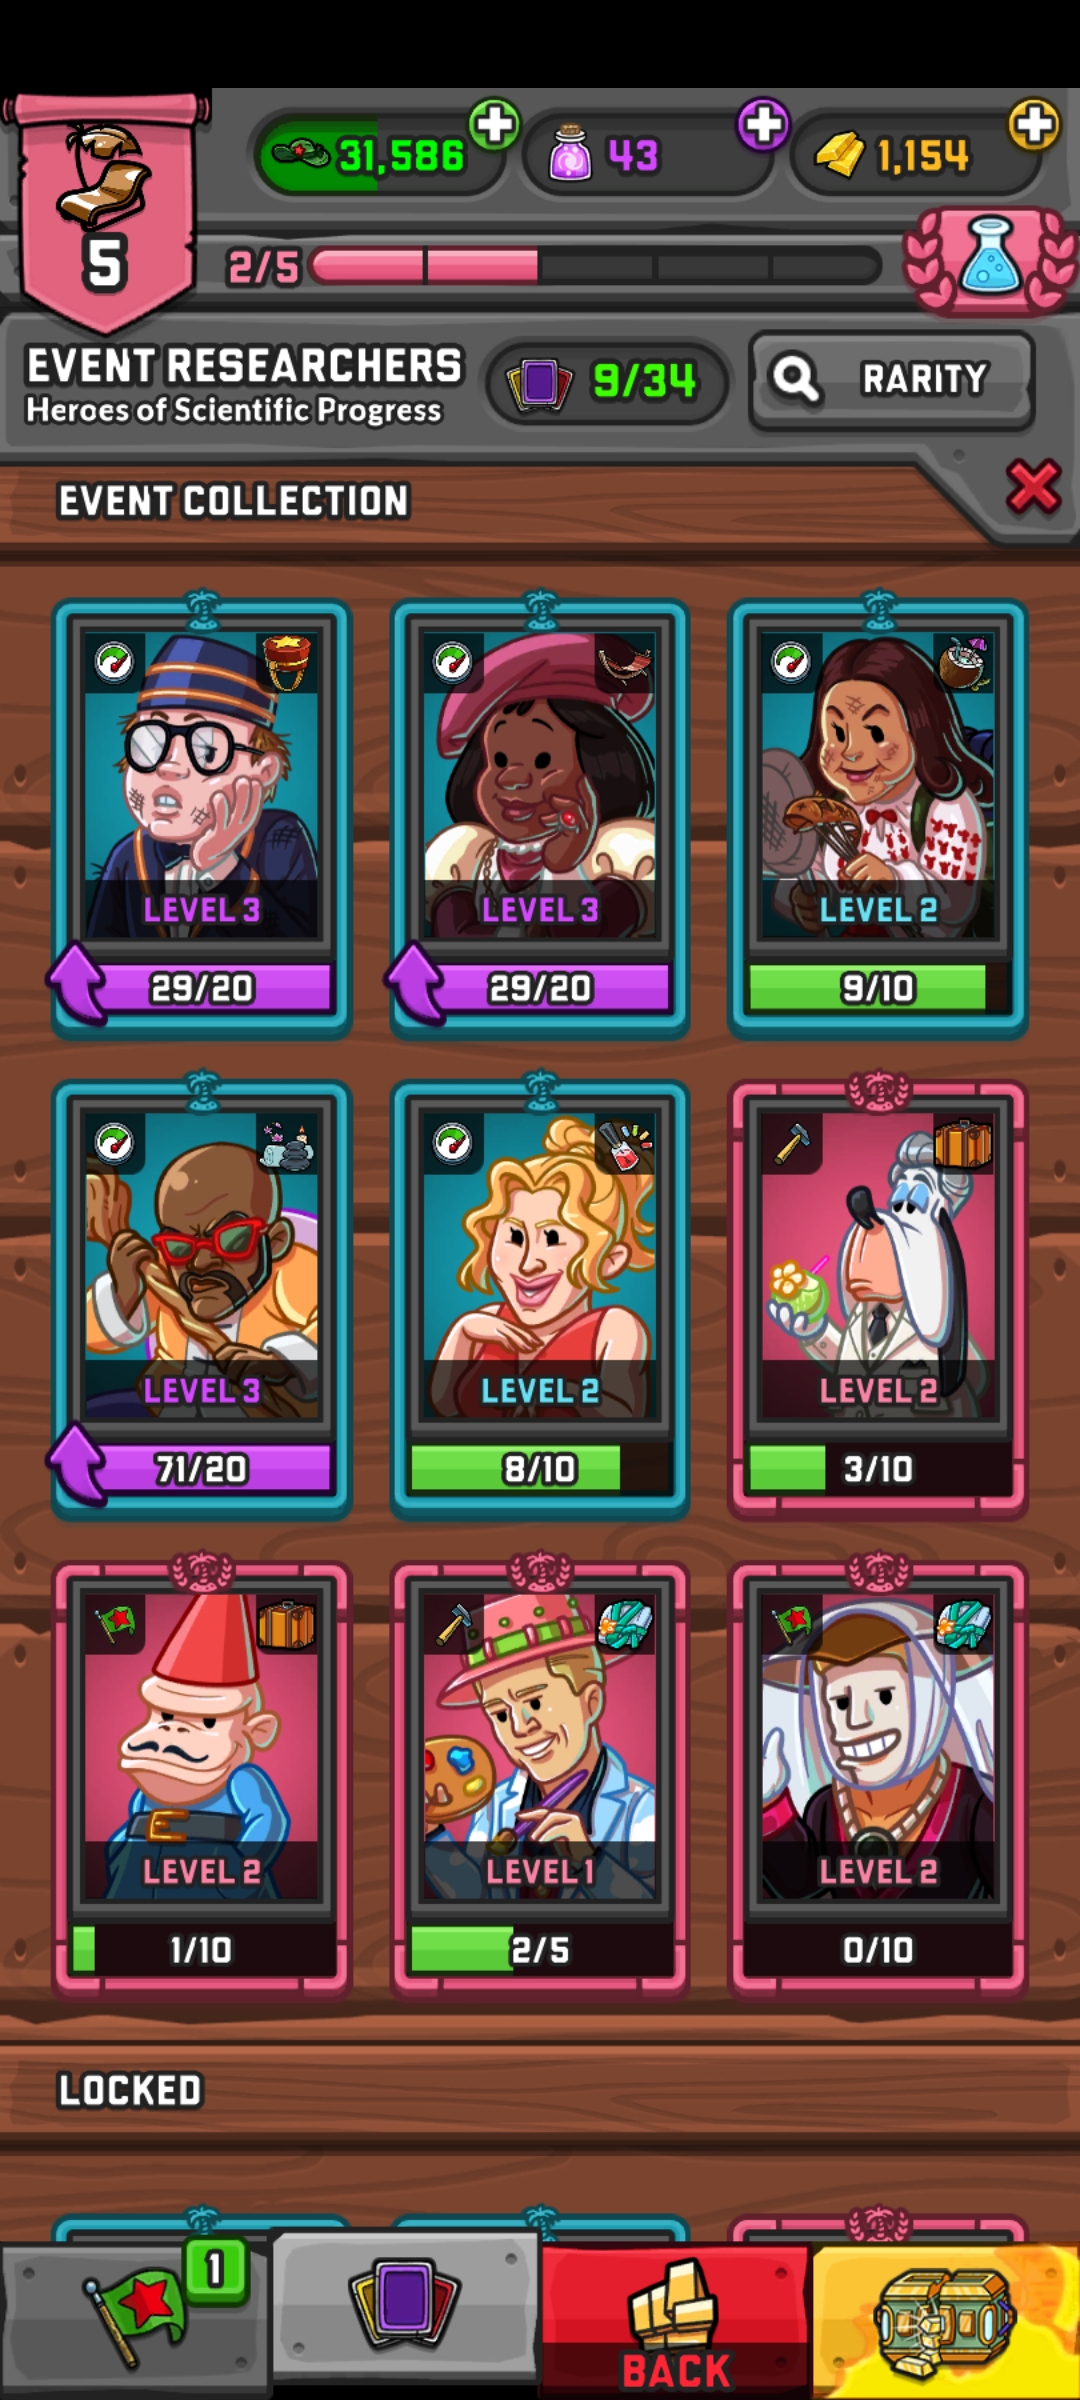 31,586
43
1,154
5
2/5
EVENT RESEARCHERS
Heroes of Scientific Progress
9/34
RARITY
EVENT COLLECTION
LEVEL 3
29/20
LEVEL 3
29/20
LEVEL 2
9/10
LEVEL 3
71/20
LEVEL 2
8/10
LEVEL 2
3/10
LEVEL 2
1/10
LEVEL 1
2/5
LEVEL 2
0/10
LOCKED
1
BACK